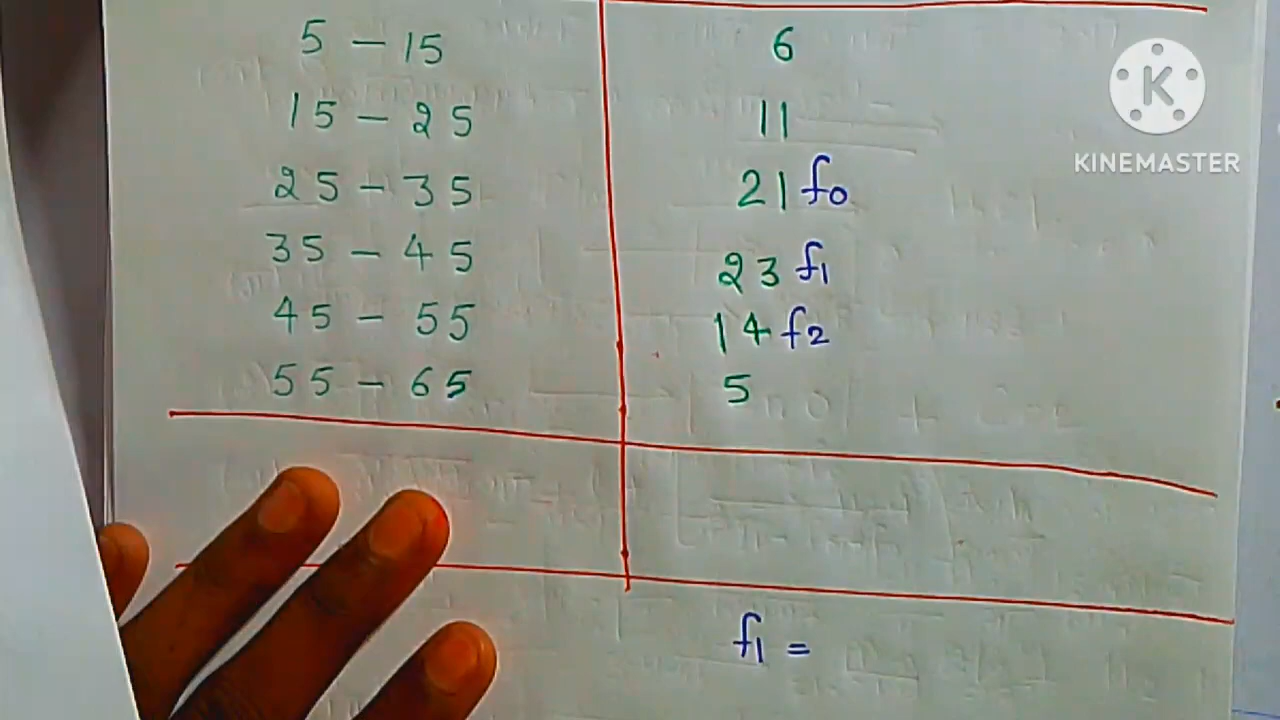 5 – 15 6
15 – 25 11
25 – 35 21 f0
35 – 45 23 f1
45 – 55 14 f2
55 – 65 5
f1 =
KINEMASTER